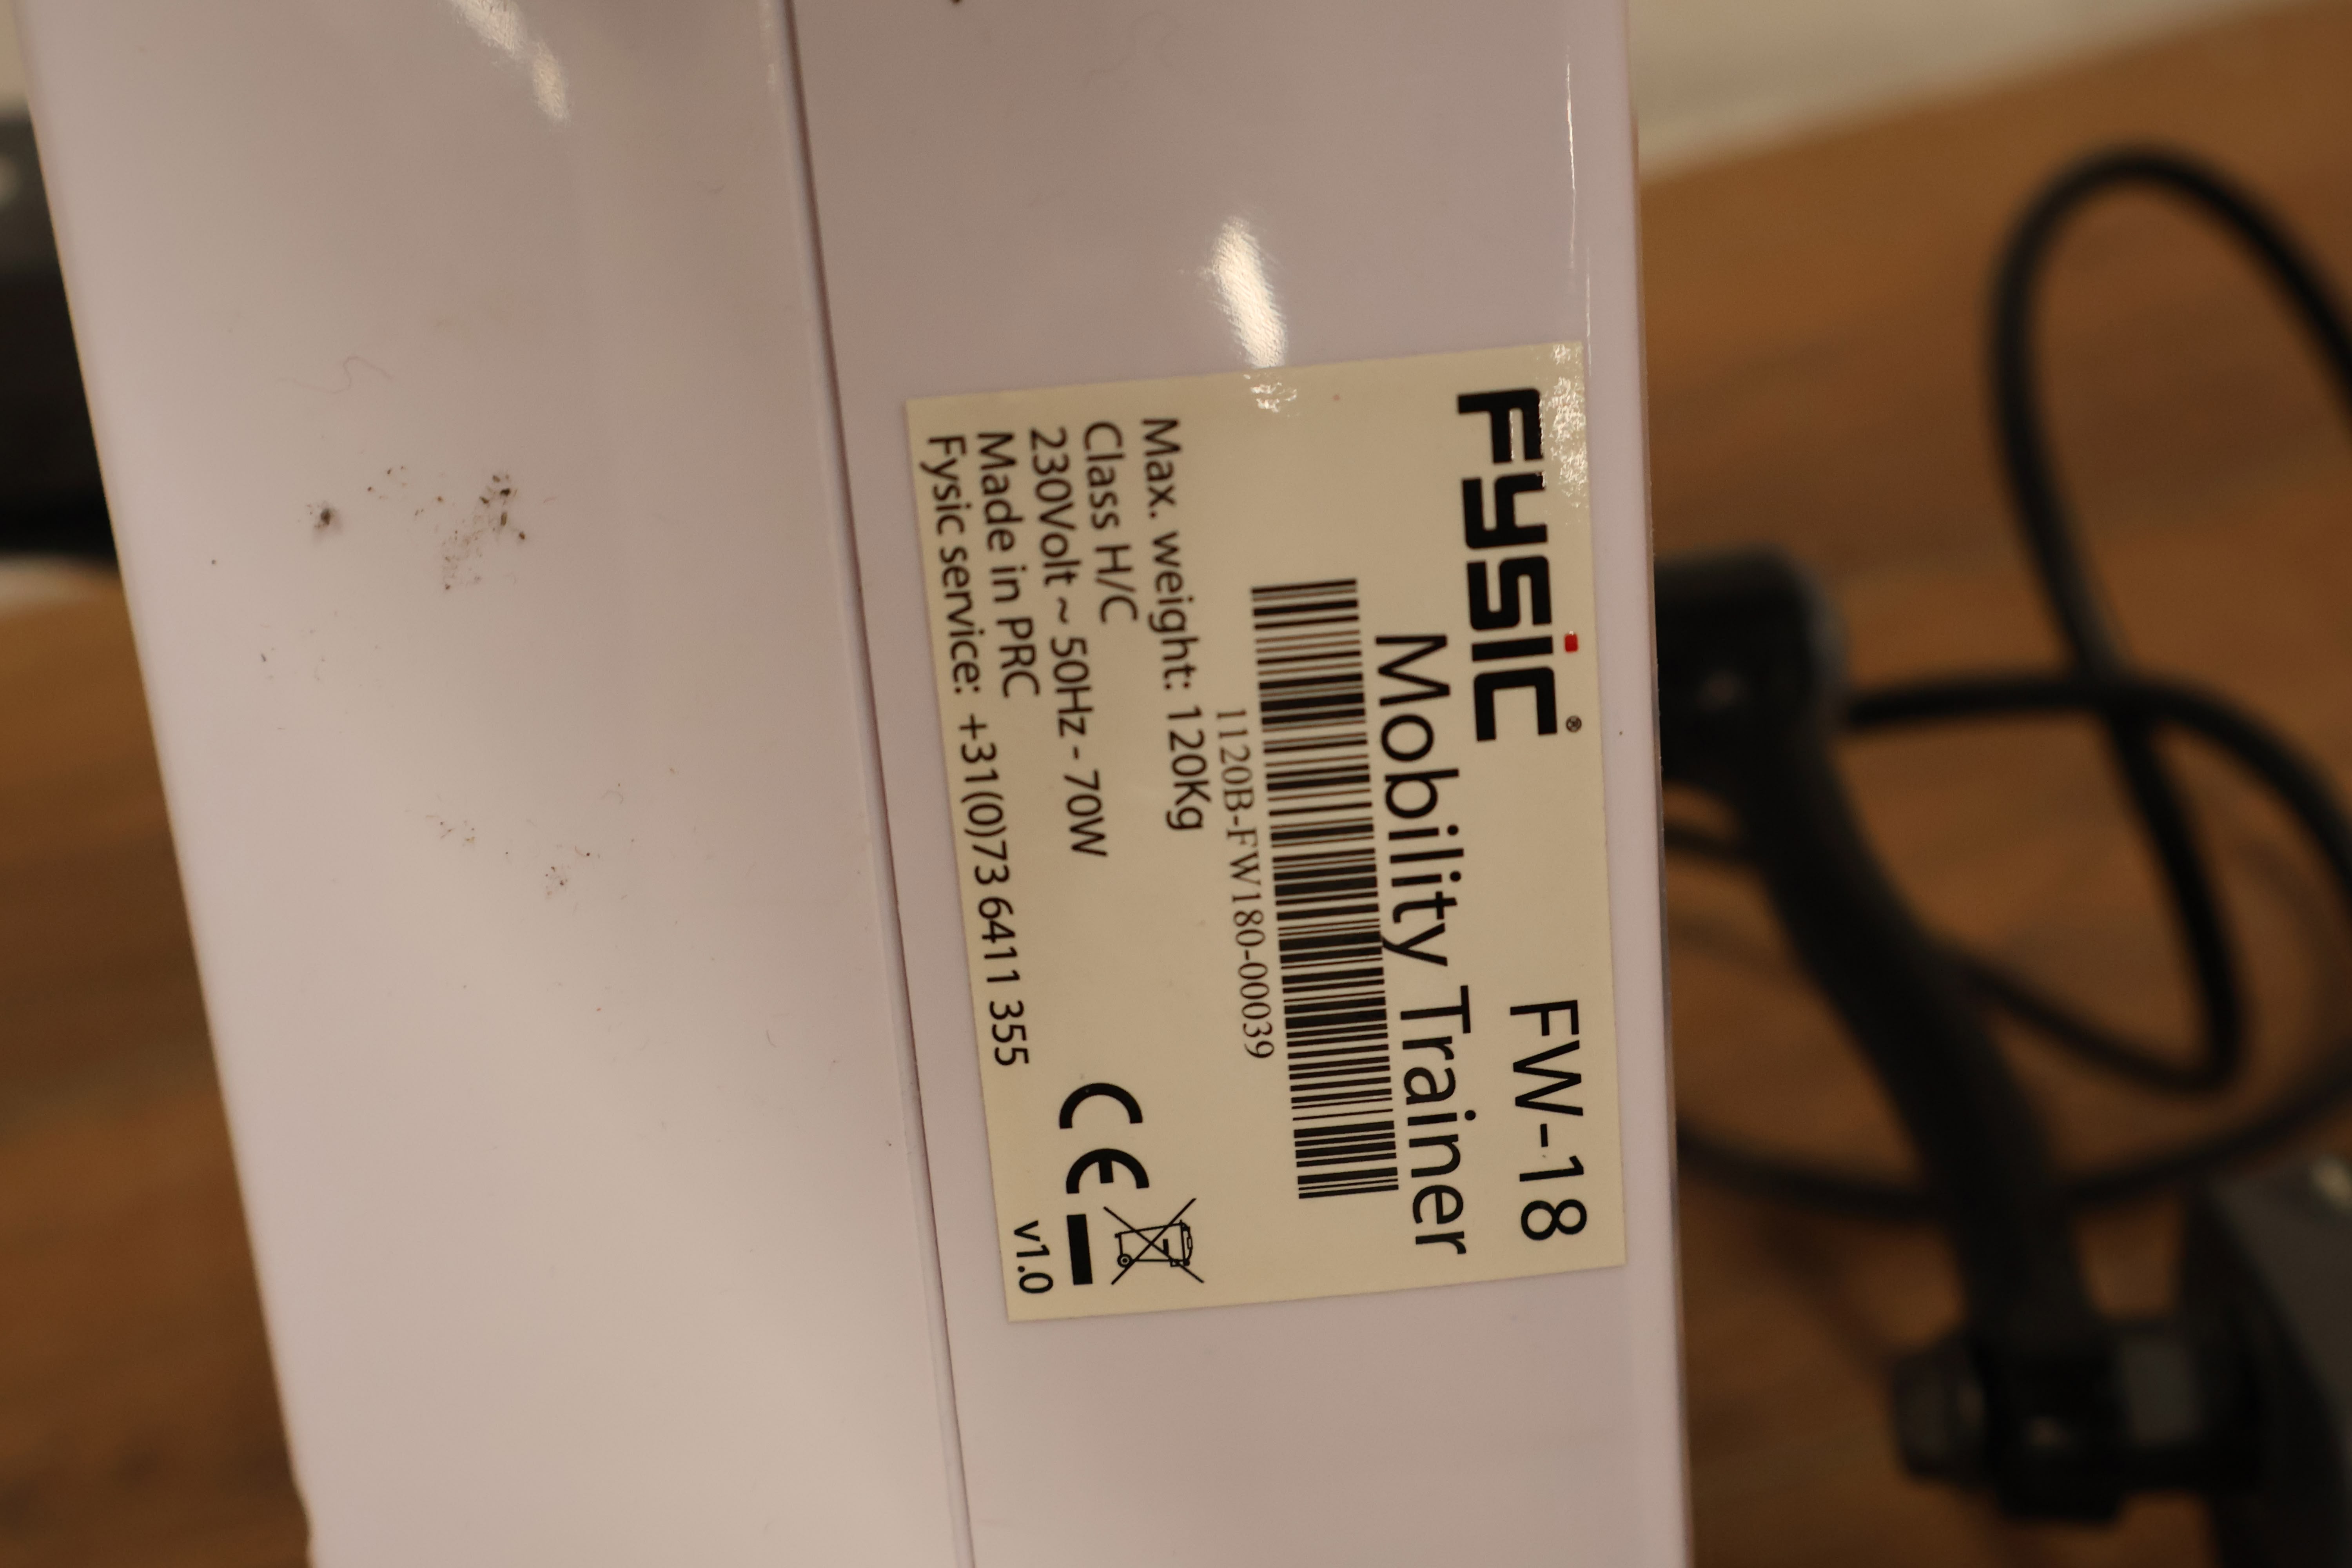 Fysic® FW-18
Mobility Trainer
1120B-FW180-00039
Max. weight: 120Kg
Class H/C
230Volt ~ 50Hz - 70W
Made in PRC
Fysic service: +31(0)73 6411 355
CE
v1.0